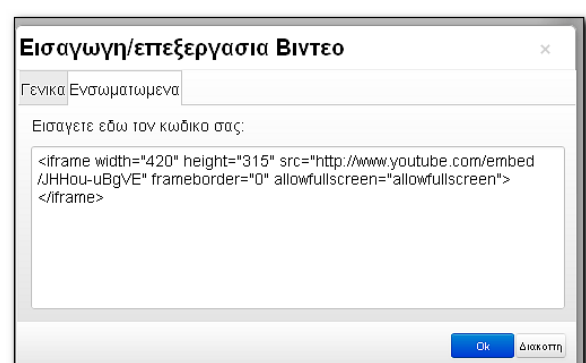 Εισαγωγη/επεξεργασια Βιντεο
×
Γενικα Ενσωματωμενα
Εισαγετε εδω τον κωδικο σας:
<iframe width="420" height="315" src="http://www.youtube.com/embed
/JHHou-uBgVE" frameborder="0" allowfullscreen="allowfullscreen">
</iframe>
Ok Διακοπη